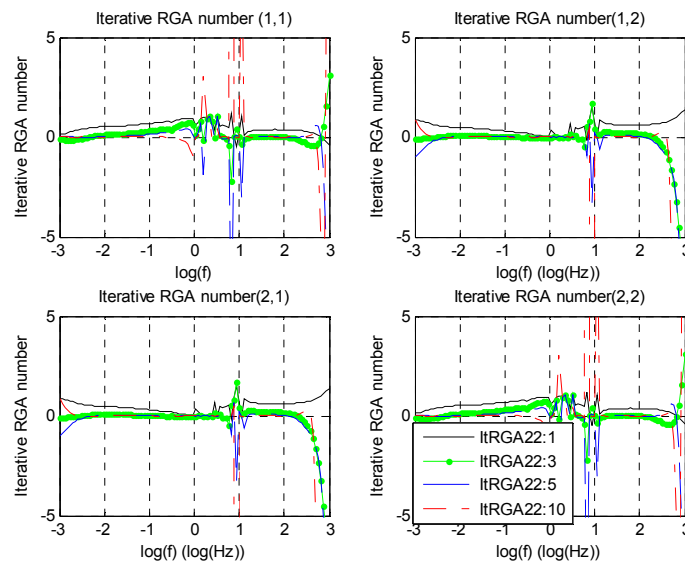 Iterative RGA number (1,1)
Iterative RGA number
5
0
-5
-3 -2 -1 0 1 2 3
log(f)
Iterative RGA number(1,2)
Iterative RGA number
5
0
-5
-3 -2 -1 0 1 2 3
log(f) (log(Hz))
Iterative RGA number(2,1)
Iterative RGA number
5
0
-5
-3 -2 -1 0 1 2 3
log(f) (log(Hz))
Iterative RGA number(2,2)
Iterative RGA number
5
0
-5
ItRGA22:1
ItRGA22:3
ItRGA22:5
ItRGA22:10
-3 -2 -1 0 1 2 3
log(f) (log(Hz))